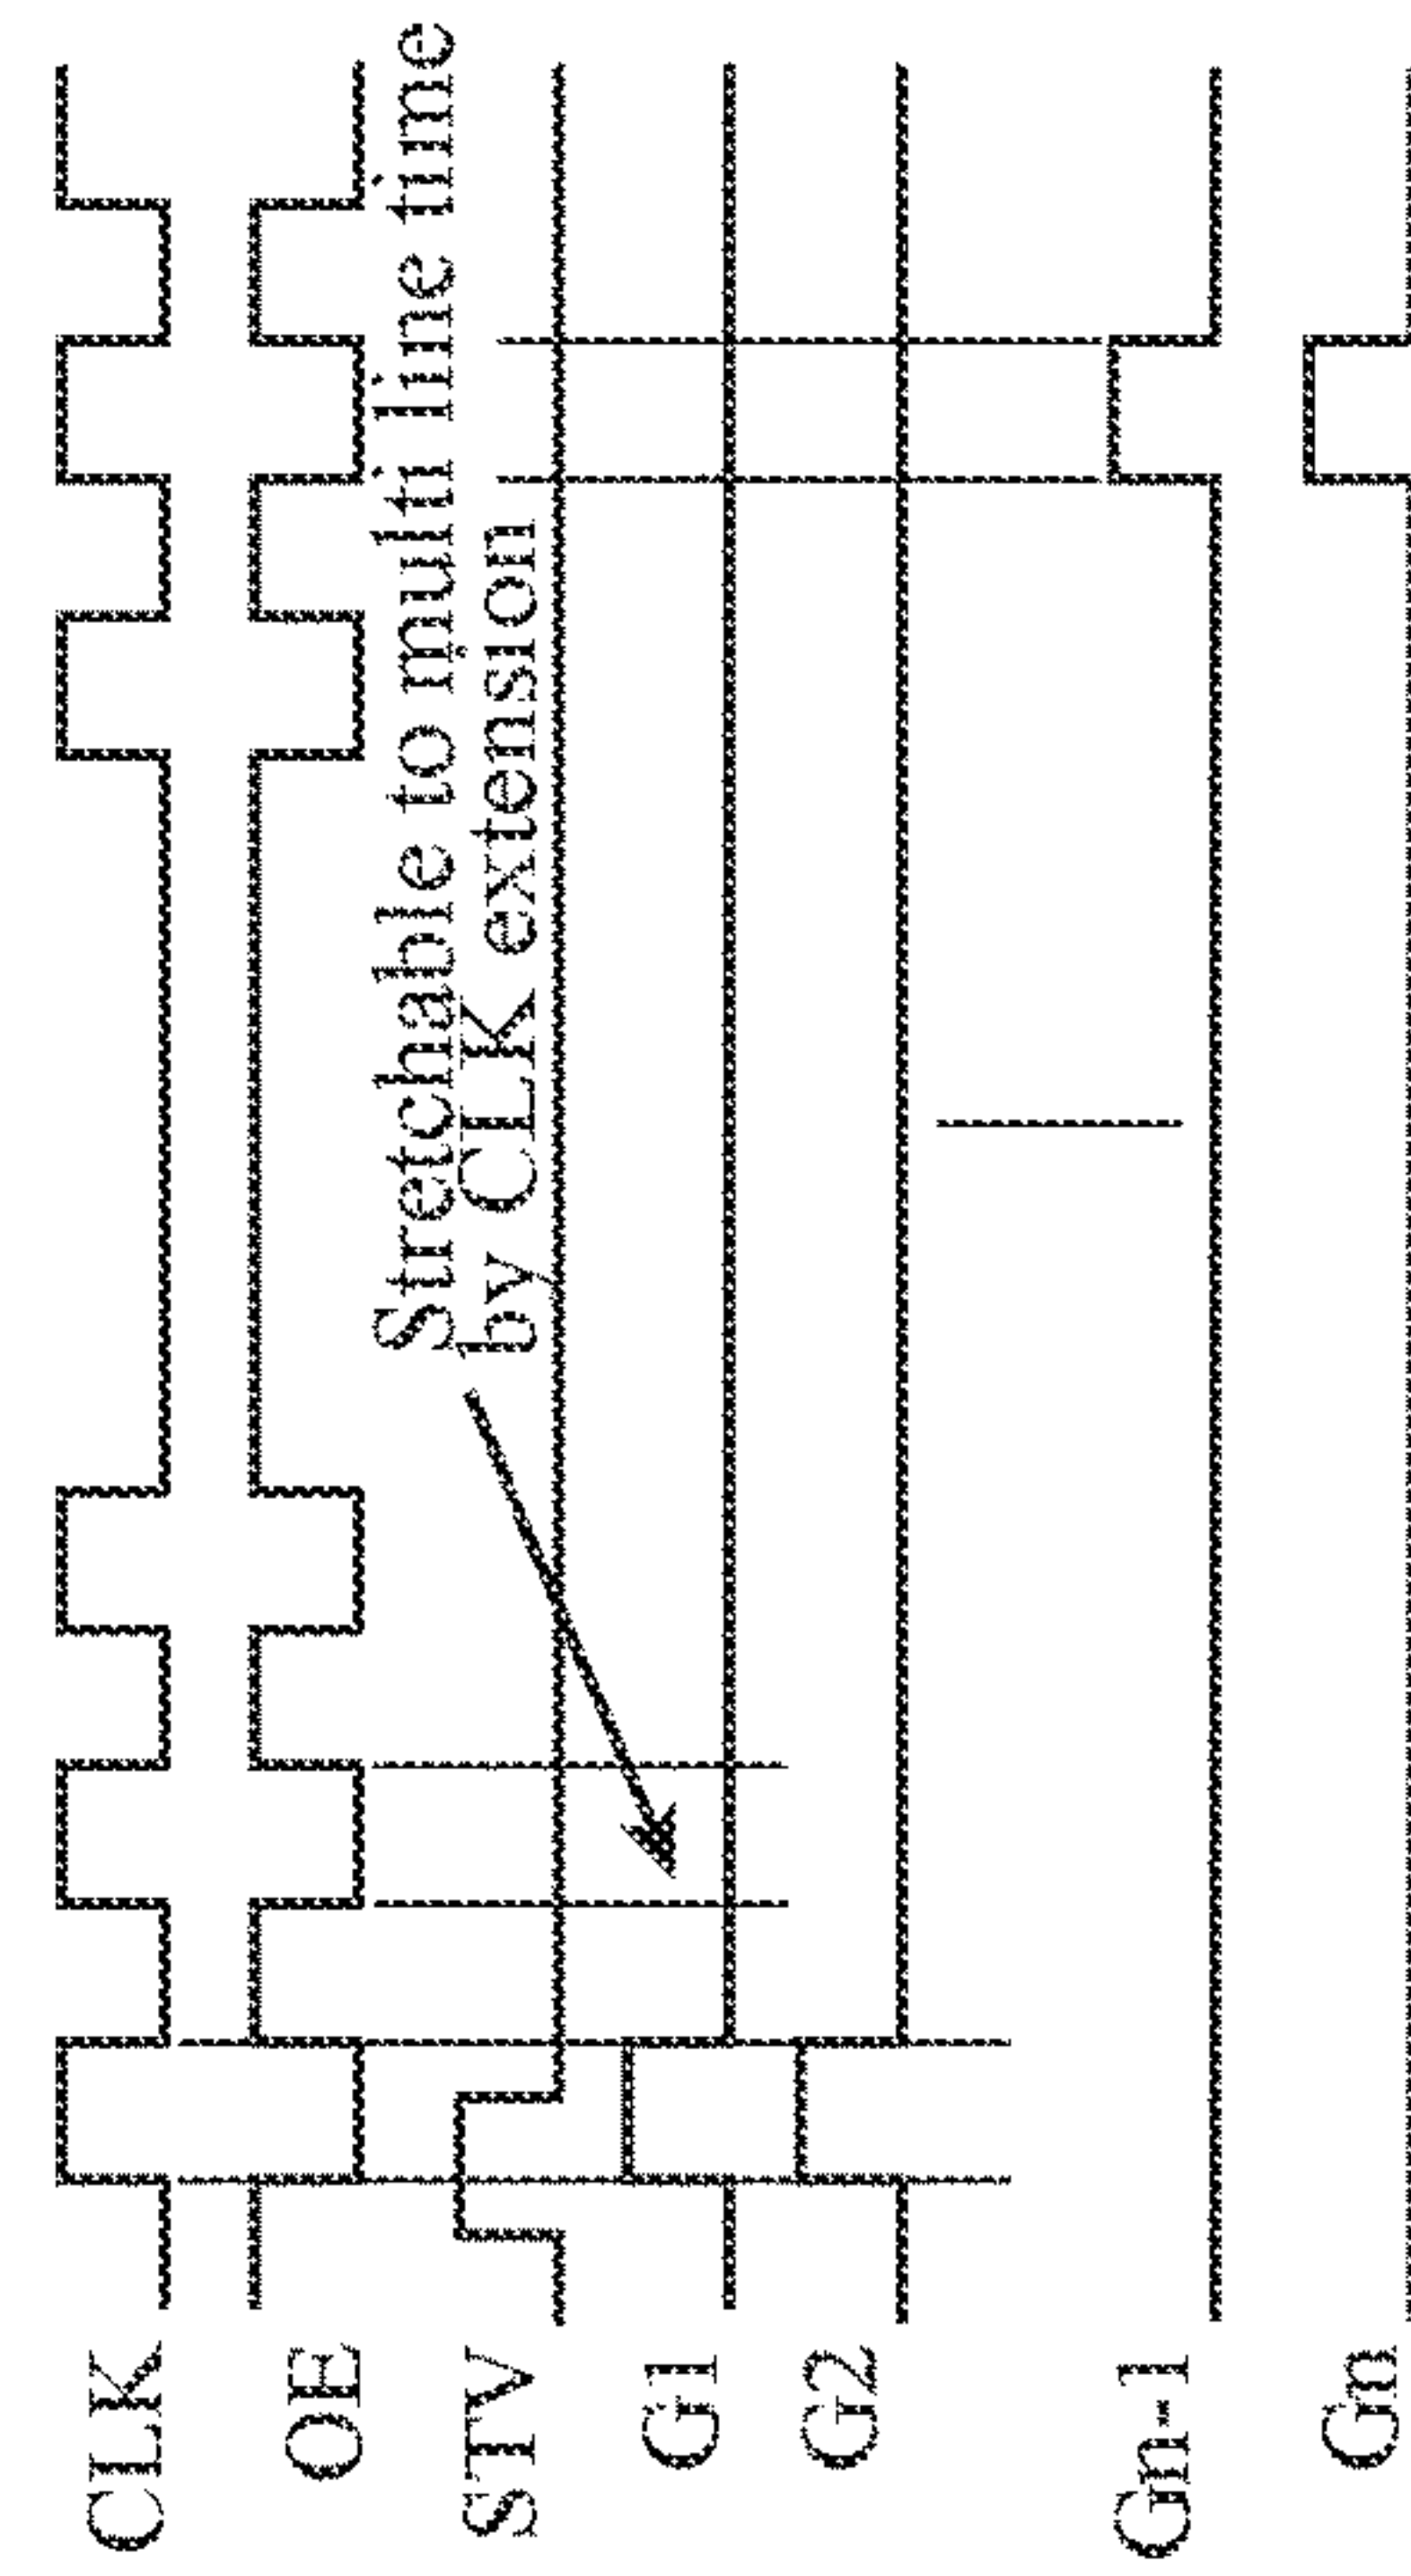 CLK
OE
Stretchable to multi line time
by CLK extension
STV
G1
G2
Gn-1
Gn